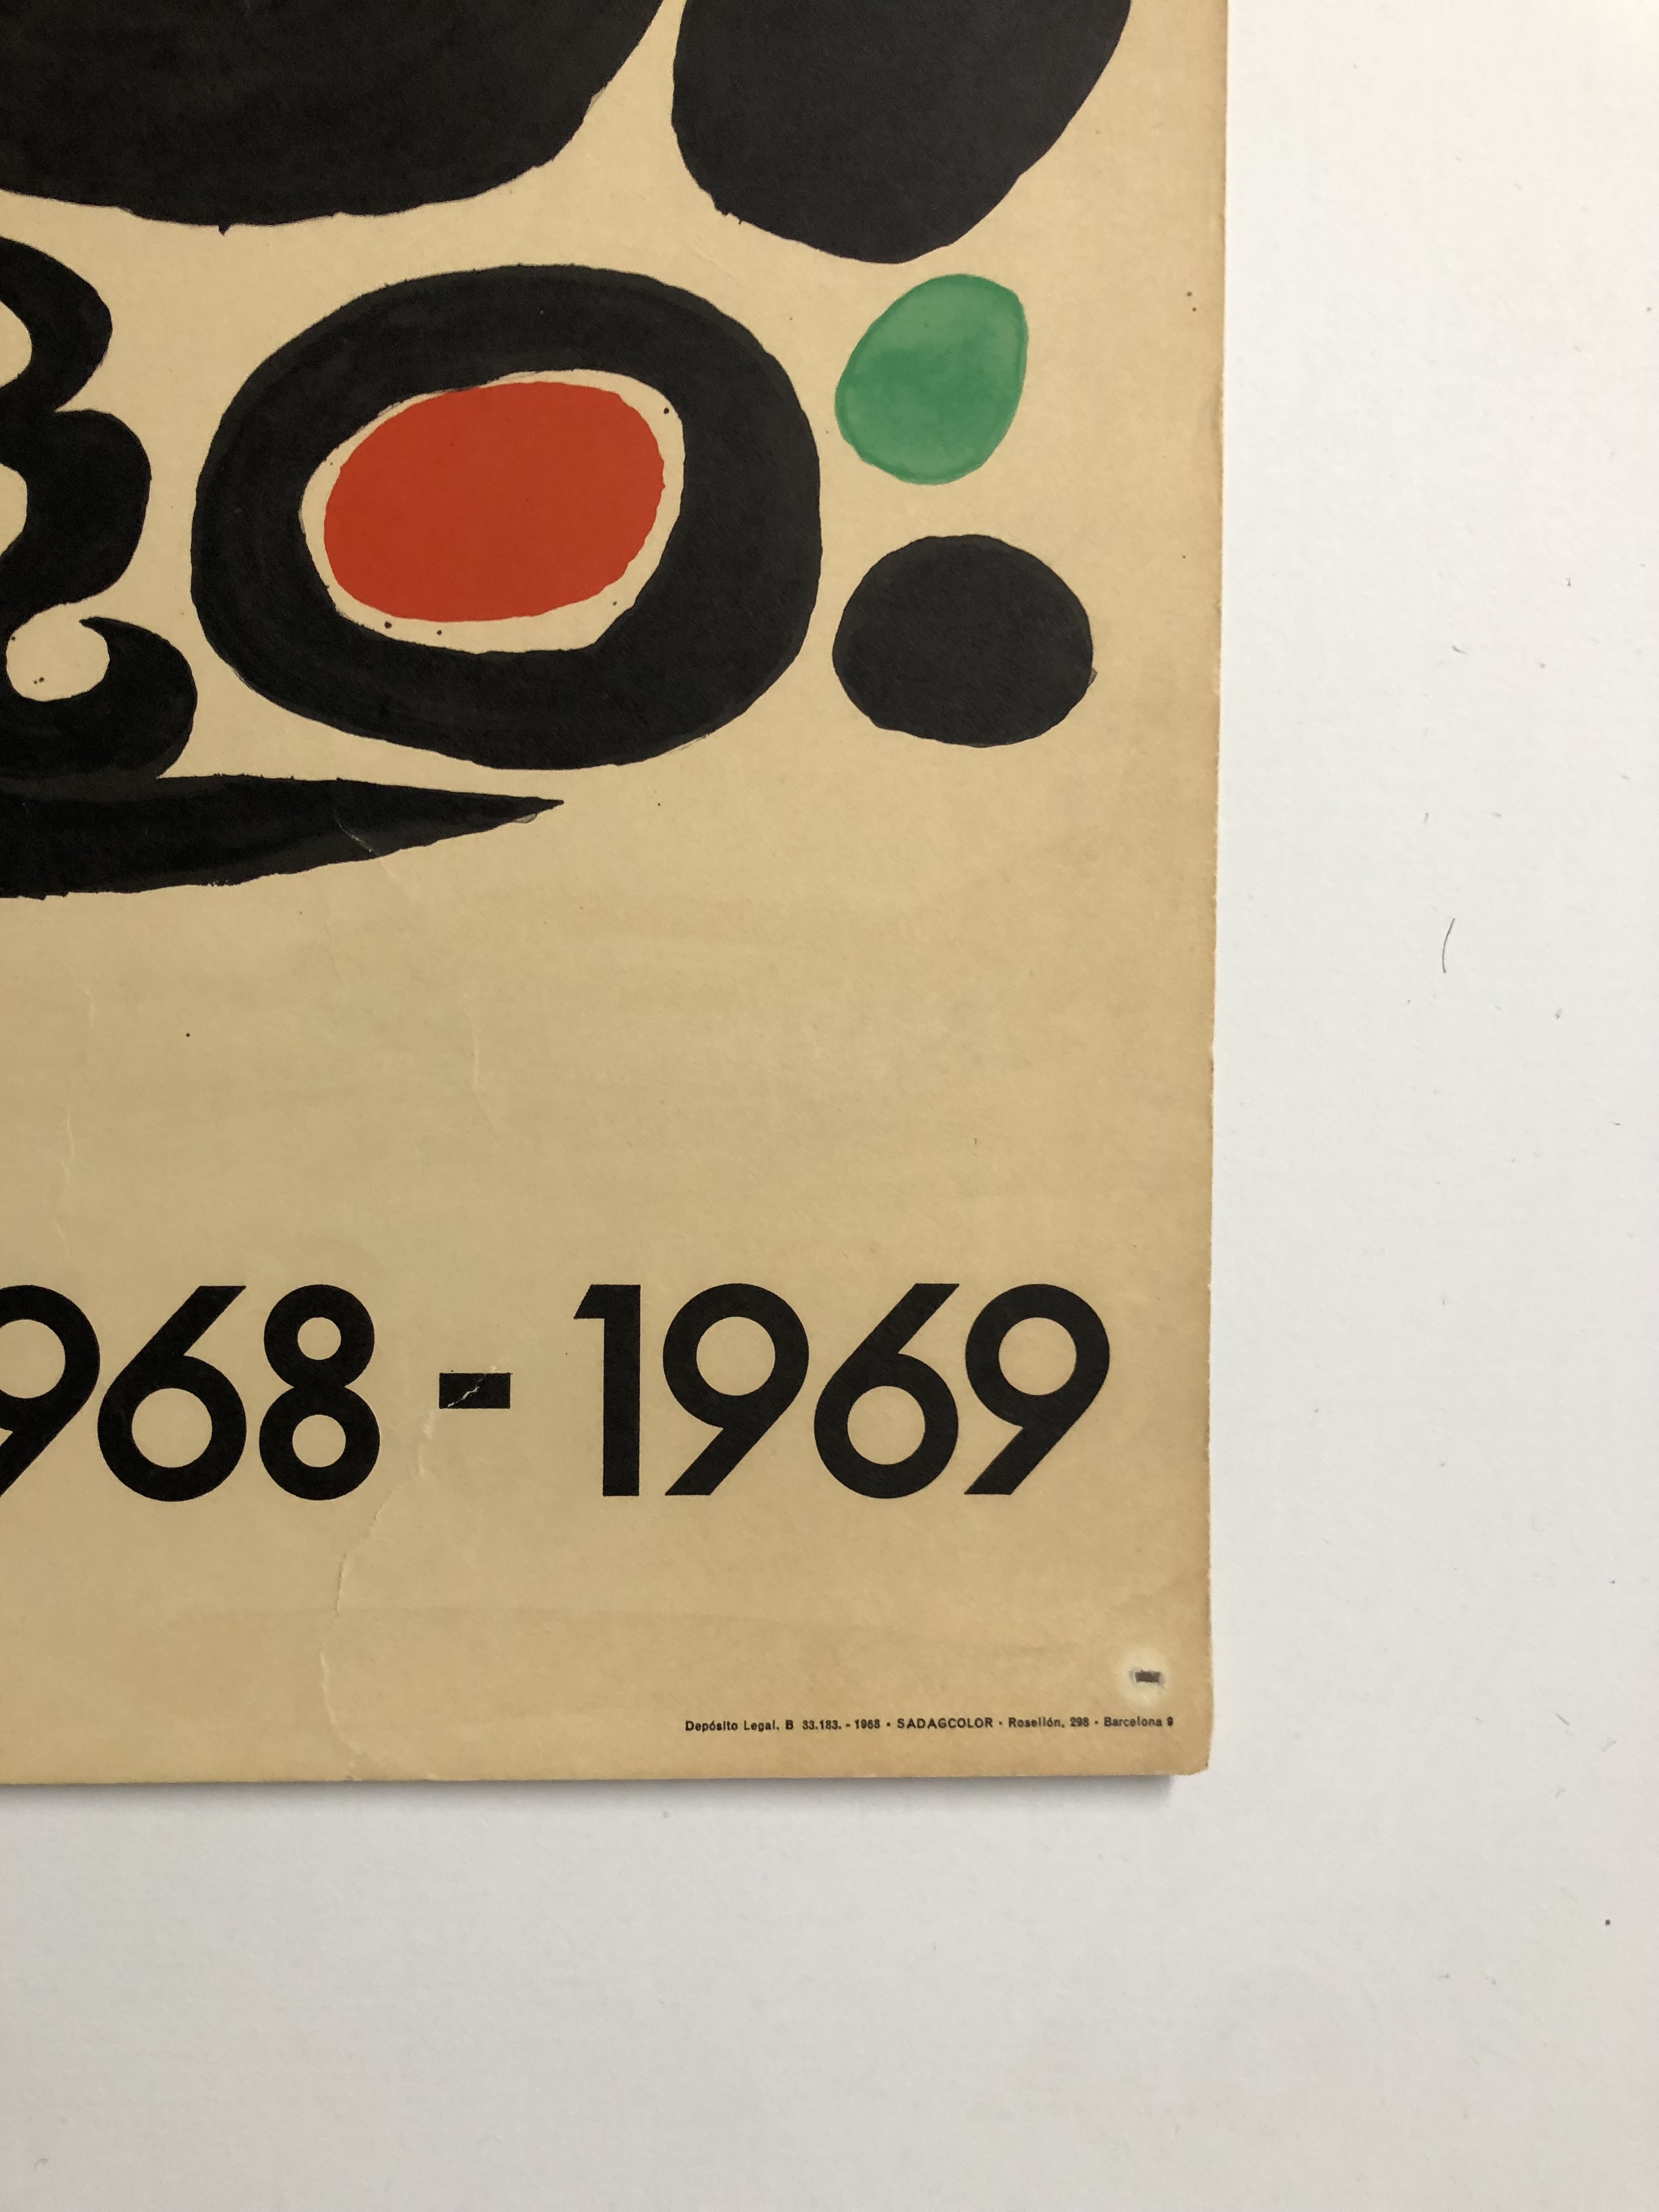 968 - 1969
Depósito Legal. B 33.183. - 1968 • SADAGCOLOR - Rosellón, 298 - Barcelona 9